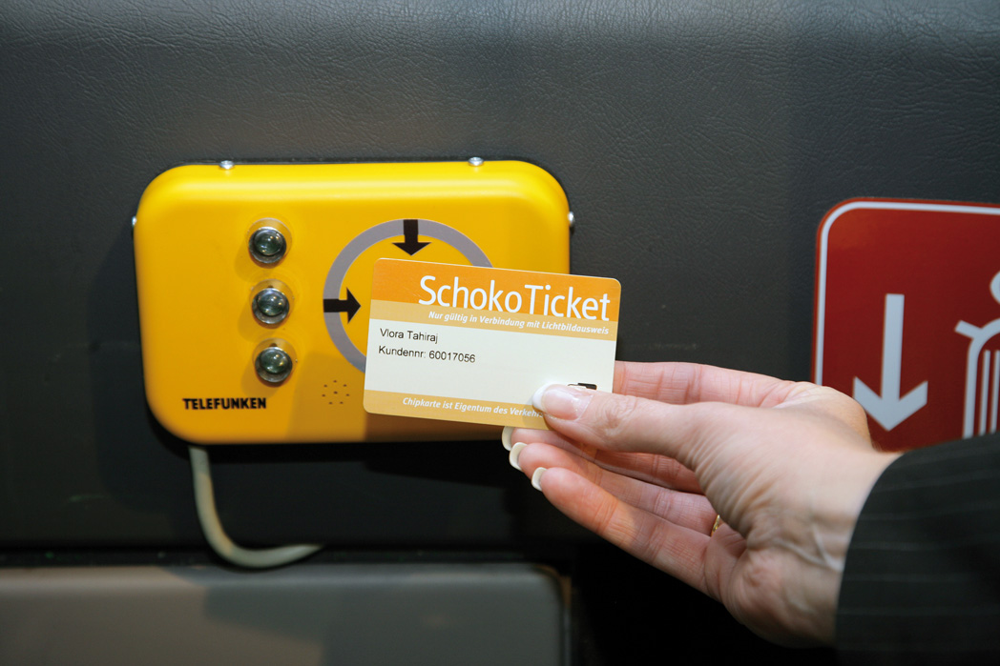 TELEFUNKEN
SchokoTicket
Nur gültig in Verbindung mit Lichtbildausweis
Vlora Tahiraj
Kundennr: 60017056
Chipkarte ist Eigentum des